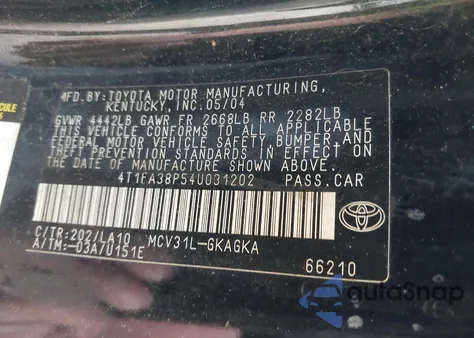 MFD.BY:TOYOTA MOTOR MANUFACTURING,
KENTUCKY,INC.05/04
GVWR 4442LB GAWR FR 2668LB RR 2282LB
THIS VEHICLE CONFORMS TO ALL APPLICABLE
FEDERAL MOTOR VEHICLE SAFETY, BUMPER, AND
THEFT PREVENTION STANDARDS IN EFFECT ON
THE DATE OF MANUFACTURE SHOWN ABOVE.
4T1FA38P54U031202 PASS.CAR
C/TR:202/LA10 MCV31L-GKAGKA
A/TM:-03A/U151E
66210
autoSnap